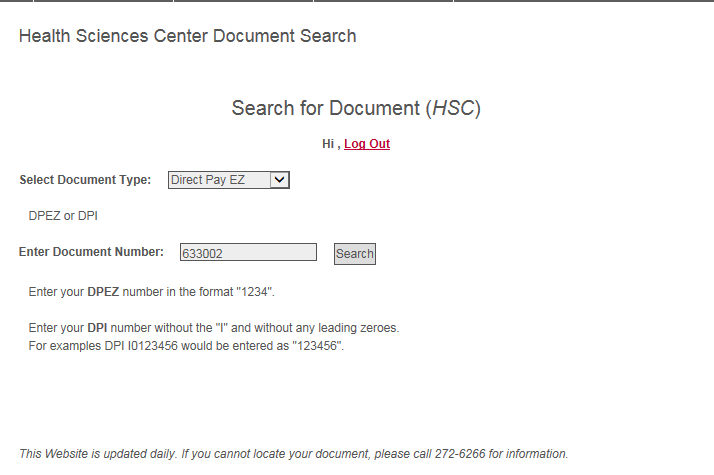 Health Sciences Center Document Search
Search for Document (HSC)
Hi , Log Out
Select Document Type: Direct Pay EZ
DPEZ or DPI
Enter Document Number: 633002 Search
Enter your DPEZ number in the format "1234".
Enter your DPI number without the "I" and without any leading zeroes.
For examples DPI I0123456 would be entered as "123456".
This Website is updated daily. If you cannot locate your document, please call 272-6266 for information.